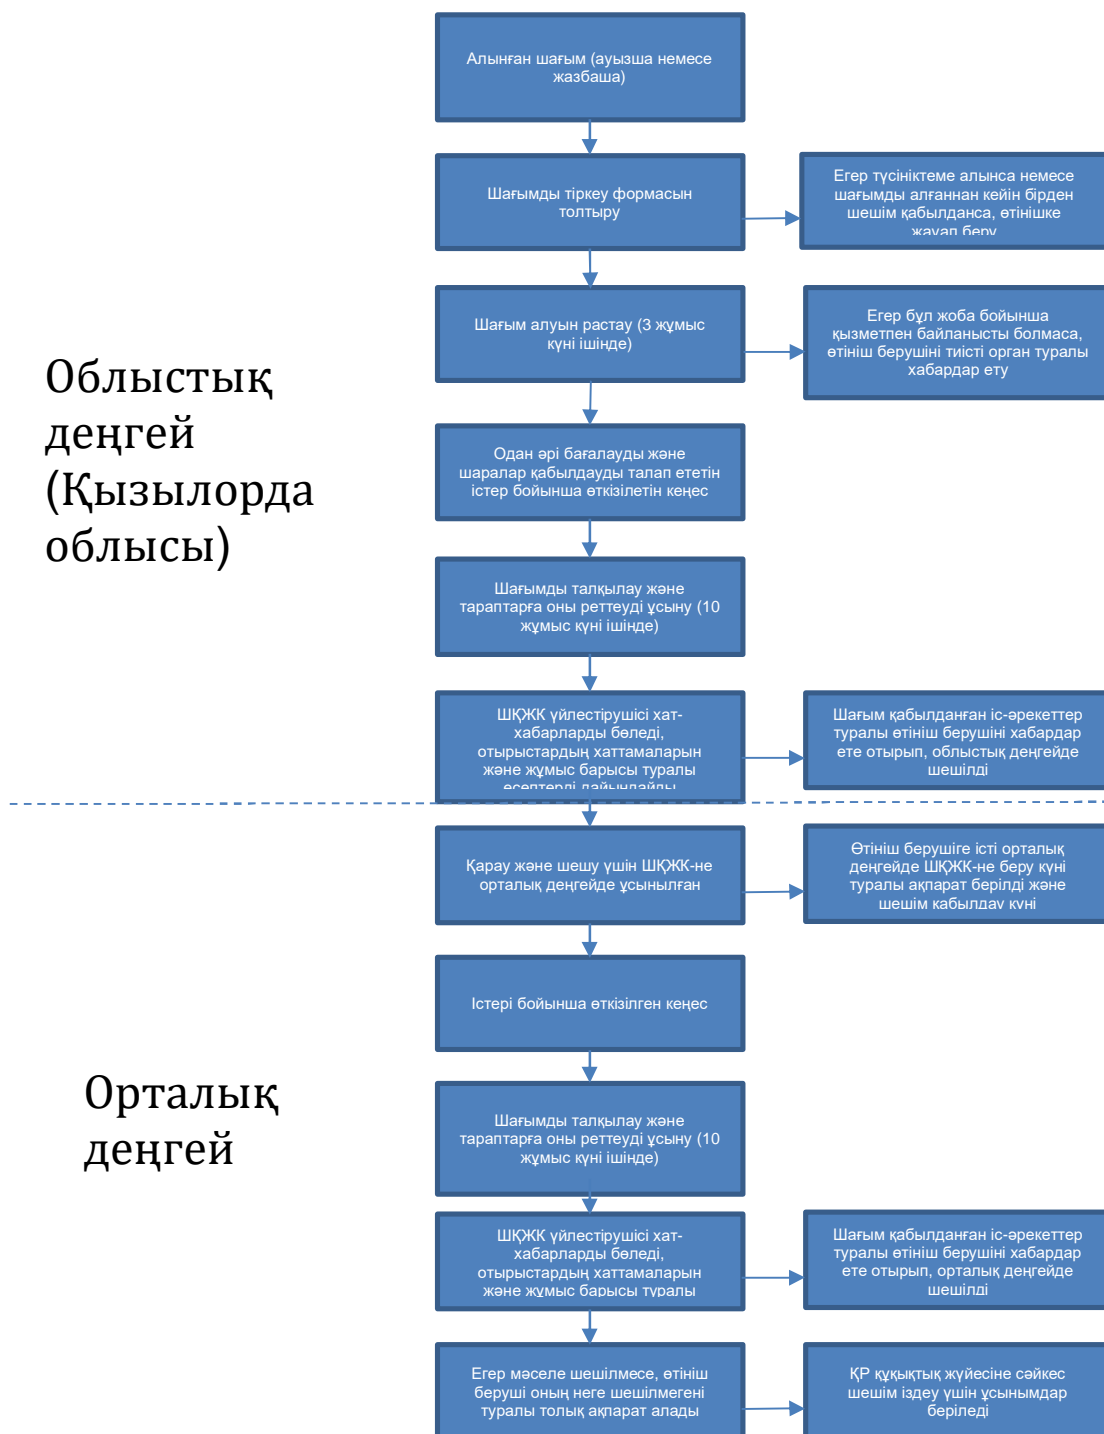 Алынған шағым (ауызша немесе
жазбаша)
Шағымды тіркеу формасын
толтыру
Егер түсініктеме алынса немесе
шағымды алғаннан кейін бірден
шешім қабылданса, өтінішке
жауап беру
Шағым алуын растау (3 жұмыс
күні ішінде)
Егер бұл жоба бойынша
қызметпен байланысты болмаса,
өтініш берушіні тиісті орган туралы
хабардар ету
Облыстық
деңгей
(Қызылорда
облысы)
Одан әрі бағалауды және
шаралар қабылдауды талап ететін
істер бойынша өткізілетін кеңес
Шағымды талқылау және
тараптарға оны реттеуді ұсыну (10
жұмыс күні ішінде)
ШҚЖК үйлестірушісі хат-
хабарларды бөледі,
отырыстардың хаттамаларын
және жұмыс барысы туралы
есептерді дайындайды
Шағым қабылданған іс-әрекеттер
туралы өтініш берушіні хабардар
ете отырып, облыстық деңгейде
шешілді
Қарау және шешу үшін ШҚЖК-не
орталық деңгейде ұсынылған
Өтініш берушіге істі орталық
деңгейде ШҚЖК-не беру күні
туралы ақпарат берілді және
шешім қабылдау күні
Істері бойынша өткізілген кеңес
Орталық
деңгей
Шағымды талқылау және
тараптарға оны реттеуді ұсыну (10
жұмыс күні ішінде)
ШҚЖК үйлестірушісі хат-
хабарларды бөледі,
отырыстардың хаттамаларын
және жұмыс барысы туралы
Шағым қабылданған іс-әрекеттер
туралы өтініш берушіні хабардар
ете отырып, орталық деңгейде
шешілді
Егер мәселе шешілмесе, өтініш
беруші оның неге шешілмегені
туралы толық ақпарат алады
ҚР құқықтық жүйесіне сәйкес
шешім іздеу үшін ұсынымдар
беріледі